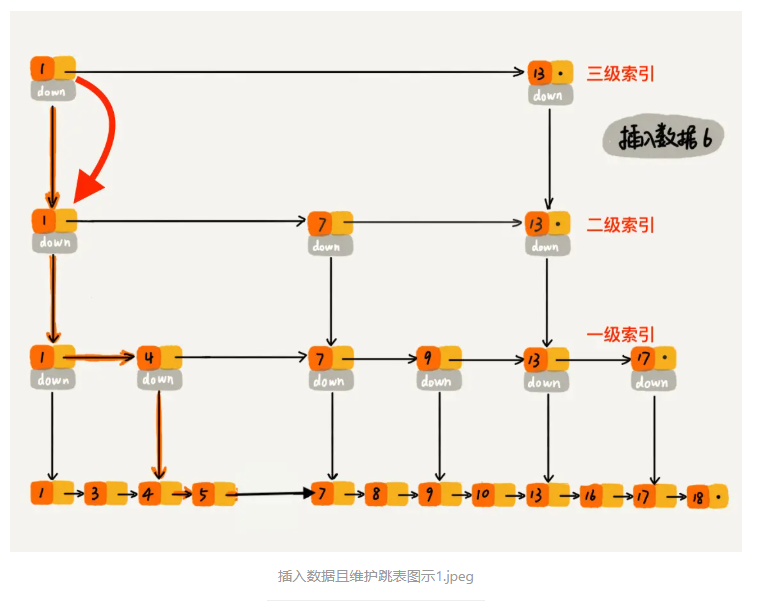 1 13 三级索引
down down
插入数据6
1 7 13 二级索引
down down down
一级索引
1 4 7 9 13 17
down down down down down down
1 3 4 5 7 8 9 10 13 16 17 18
插入数据且维护跳表图示1.jpeg